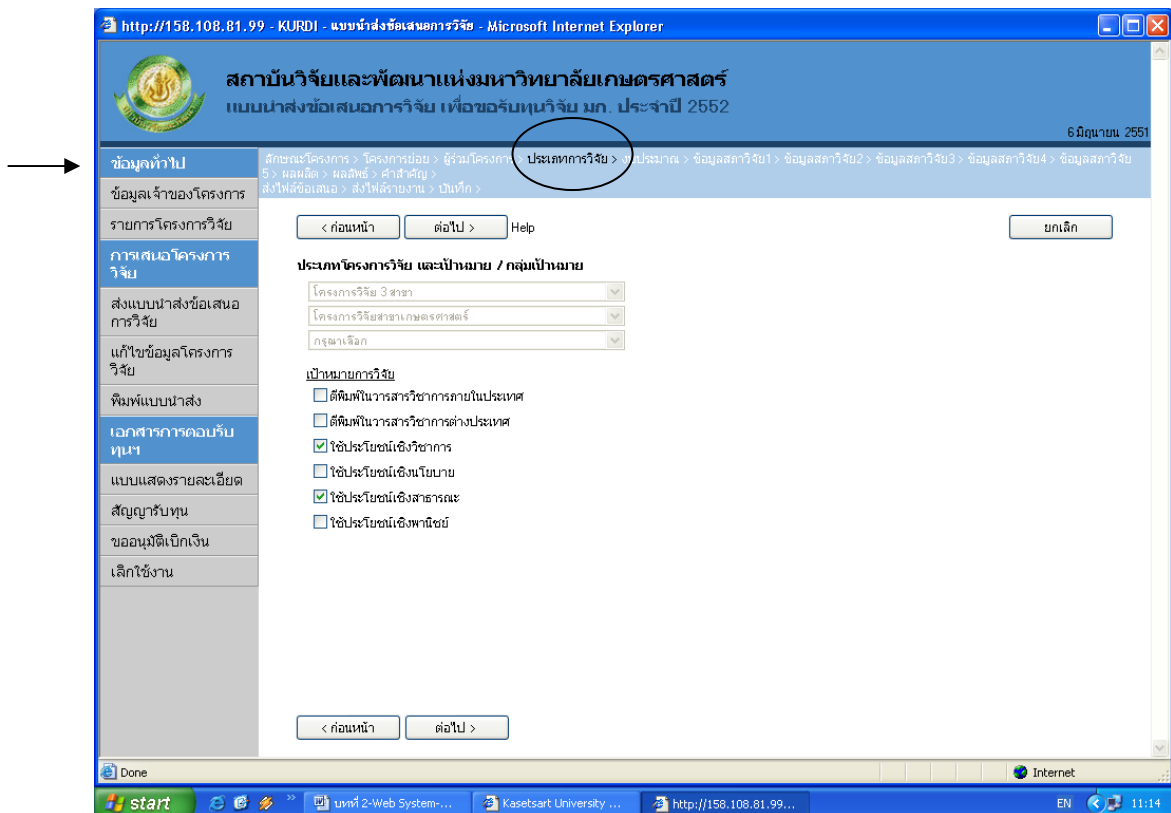 http://158.108.81.99 - KURDI - แบบนำส่งข้อเสนอการวิจัย - Microsoft Internet Explorer
สถาบันวิจัยและพัฒนาแห่งมหาวิทยาลัยเกษตรศาสตร์
แบบนำส่งข้อเสนอการวิจัย เพื่อขอรับทุนวิจัย มก. ประจำปี 2552
6 มิถุนายน 2551
ข้อมูลทั่วไป
ข้อมูลเจ้าของโครงการ
รายการโครงการวิจัย
การเสนอโครงการ
วิจัย
ส่งแบบนำส่งข้อเสนอ
การวิจัย
แก้ไขข้อมูลโครงการ
วิจัย
พิมพ์แบบนำส่ง
เอกสารการตอบรับ
ทุนฯ
แบบแสดงรายละเอียด
สัญญารับทุน
ขออนุมัติเบิกเงิน
เลิกใช้งาน
ลักษณะโครงการ > โครงการย่อย > ผู้ร่วมโครงการ > ประเภทการวิจัย > งบประมาณ > ข้อมูลสภาวิจัย1 > ข้อมูลสภาวิจัย2 > ข้อมูลสภาวิจัย3 > ข้อมูลสภาวิจัย4 > ข้อมูลสภาวิจัย
5 > ผลผลิต > ผลลัพธ์ > คำสำคัญ >
ส่งไฟล์ข้อเสนอ > ส่งไฟล์รายงาน > บันทึก >
< ก่อนหน้า ต่อไป > Help ยกเลิก
ประเภทโครงการวิจัย และเป้าหมาย / กลุ่มเป้าหมาย
โครงการวิจัย 3 สาขา
โครงการวิจัยสาขาเกษตรศาสตร์
กรุณาเลือก
เป้าหมายการวิจัย
ตีพิมพ์ในวารสารวิชาการภายในประเทศ
ตีพิมพ์ในวารสารวิชาการต่างประเทศ
ใช้ประโยชน์เชิงวิชาการ
ใช้ประโยชน์เชิงนโยบาย
ใช้ประโยชน์เชิงสาธารณะ
ใช้ประโยชน์เชิงพานิชย์
< ก่อนหน้า ต่อไป >
Done Internet
start บทที่ 2-Web System-... Kasetsart University ... http://158.108.81.99... EN 11:14